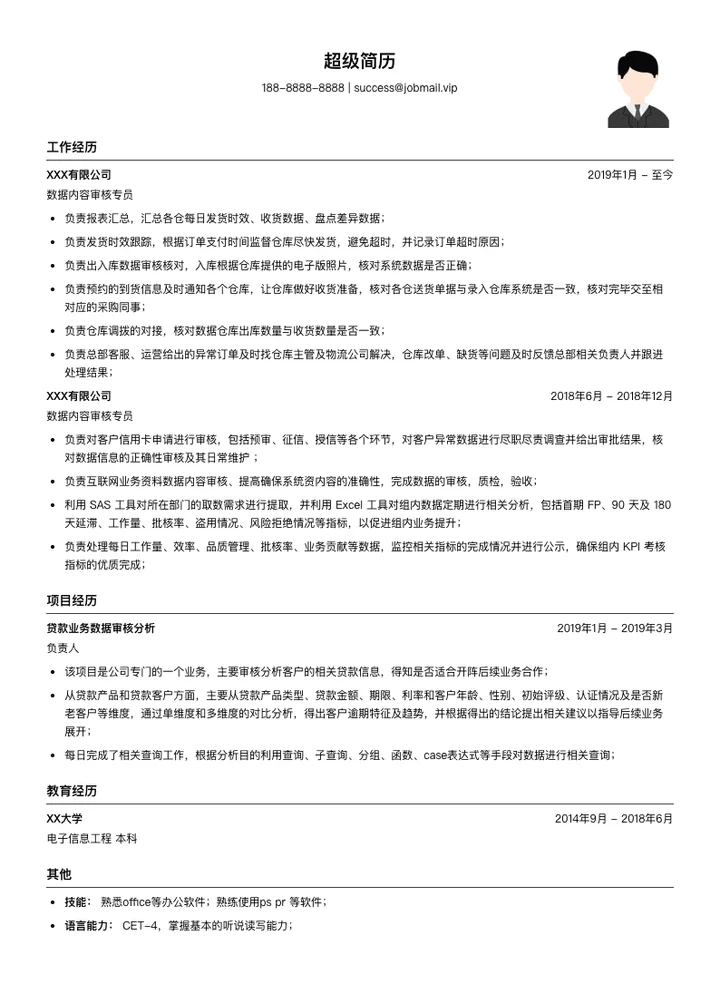 超级简历
188-8888-8888 | success@jobmail.vip
工作经历
XXX有限公司 2019年1月 – 至今
数据内容审核专员
• 负责报表汇总，汇总各仓每日发货时效、收货数据、盘点差异数据；
• 负责发货时效跟踪，根据订单支付时间监督仓库尽快发货，避免超时，并记录订单超时原因；
• 负责出入库数据审核核对，入库根据仓库提供的电子版照片，核对系统数据是否正确；
• 负责预约的到货信息及时通知各个仓库，让仓库做好收货准备，核对各仓送货单据与录入仓库系统是否一致，核对完毕交至相
对应的采购同事；
• 负责仓库调拨的对接，核对数据仓库出库数量与收货数量是否一致；
• 负责总部客服、运营给出的异常订单及时找仓库主管及物流公司解决，仓库改单、缺货等问题及时反馈总部相关负责人并跟进
处理结果；
XXX有限公司 2018年6月 – 2018年12月
数据内容审核专员
• 负责对客户信用卡申请进行审核，包括预审、征信、授信等各个环节，对客户异常数据进行尽职尽责调查并给出审批结果，核
对数据信息的正确性审核及其日常维护 ；
• 负责互联网业务资料数据内容审核、提高确保系统资内容的准确性，完成数据的审核，质检，验收；
• 利用 SAS 工具对所在部门的取数需求进行提取，并利用 Excel 工具对组内数据定期进行相关分析，包括首期 FP、90 天及 180
天延滞、工作量、批核率、盗用情况、风险拒绝情况等指标，以促进组内业务提升；
• 负责处理每日工作量、效率、品质管理、批核率、业务贡献等数据，监控相关指标的完成情况并进行公示，确保组内 KPI 考核
指标的优质完成；
项目经历
贷款业务数据审核分析 2019年1月 – 2019年3月
负责人
• 该项目是公司专门的一个业务，主要审核分析客户的相关贷款信息，得知是否适合开阵后续业务合作；
• 从贷款产品和贷款客户方面，主要从贷款产品类型、贷款金额、期限、利率和客户年龄、性别、初始评级、认证情况及是否新
老客户等维度，通过单维度和多维度的对比分析，得出客户逾期特征及趋势，并根据得出的结论提出相关建议以指导后续业务
展开；
• 每日完成了相关查询工作，根据分析目的利用查询、子查询、分组、函数、case表达式等手段对数据进行相关查询；
教育经历
XX大学 2014年9月 – 2018年6月
电子信息工程 本科
其他
• 技能： 熟悉office等办公软件；熟练使用ps pr 等软件；
• 语言能力： CET-4，掌握基本的听说读写能力；